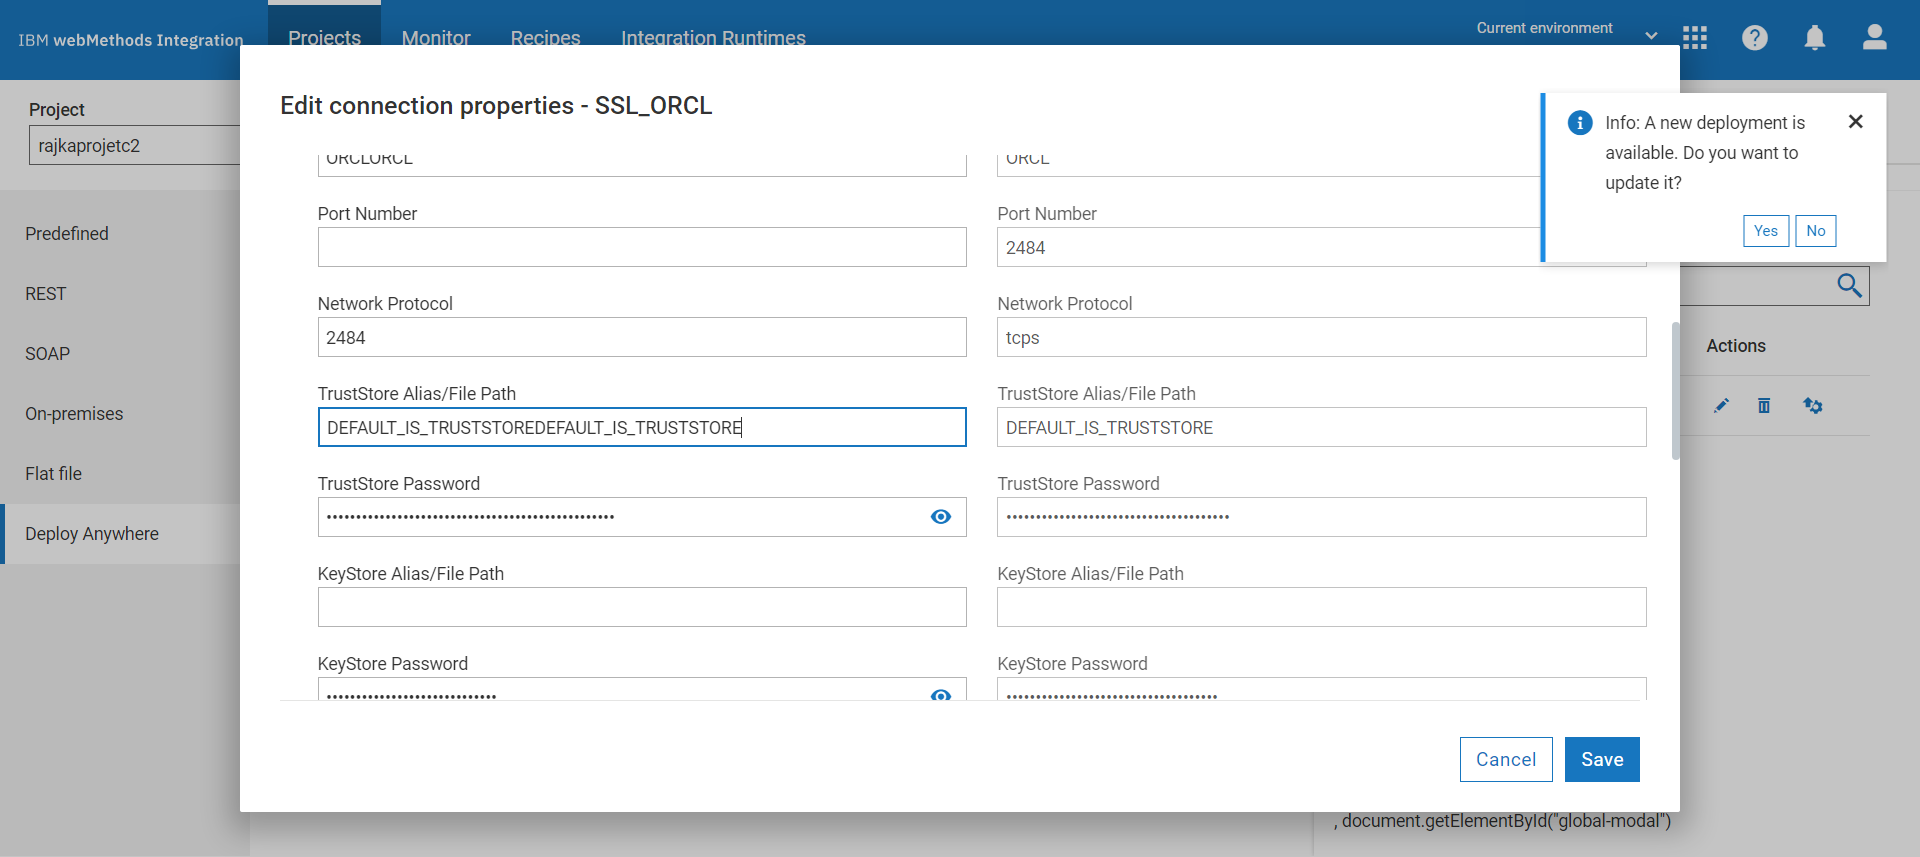 IBM webMethods Integration
Projects
Monitor
Recipes
Integration Runtimes
Current environment
Project
rajkaprojetc2
Predefined
REST
SOAP
On-premises
Flat file
Deploy Anywhere
Edit connection properties - SSL_ORCL
ORCLORCL
ORCL
Port Number
Port Number
2484
Network Protocol
2484
Network Protocol
tcps
TrustStore Alias/File Path
DEFAULT_IS_TRUSTSTOREDEFAULT_IS_TRUSTSTORE
TrustStore Alias/File Path
DEFAULT_IS_TRUSTSTORE
TrustStore Password
TrustStore Password
KeyStore Alias/File Path
KeyStore Alias/File Path
KeyStore Password
KeyStore Password
Cancel
Save
Info: A new deployment is
available. Do you want to
update it?
Yes
No
Actions
, document.getElementById("global-modal")